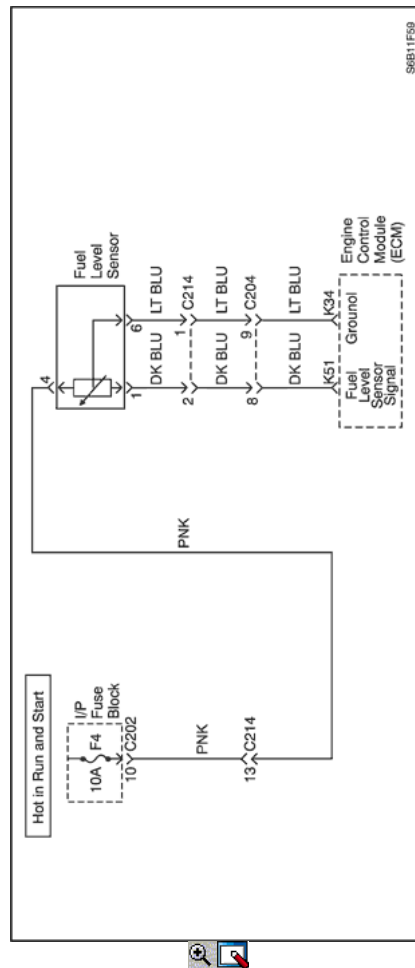 Hot in Run and Start
I/P
Fuse
Block
10A F4
10 C202
PNK
13 C214
PNK
Fuel
Level
Sensor
4
1
6
DK BLU
LT BLU
2
1 C214
DK BLU
LT BLU
8
9 C204
DK BLU
LT BLU
K51
K34
Fuel
Level
Sensor
Signal
Grounol
Engine
Control
Module
(ECM)
S6B11F59